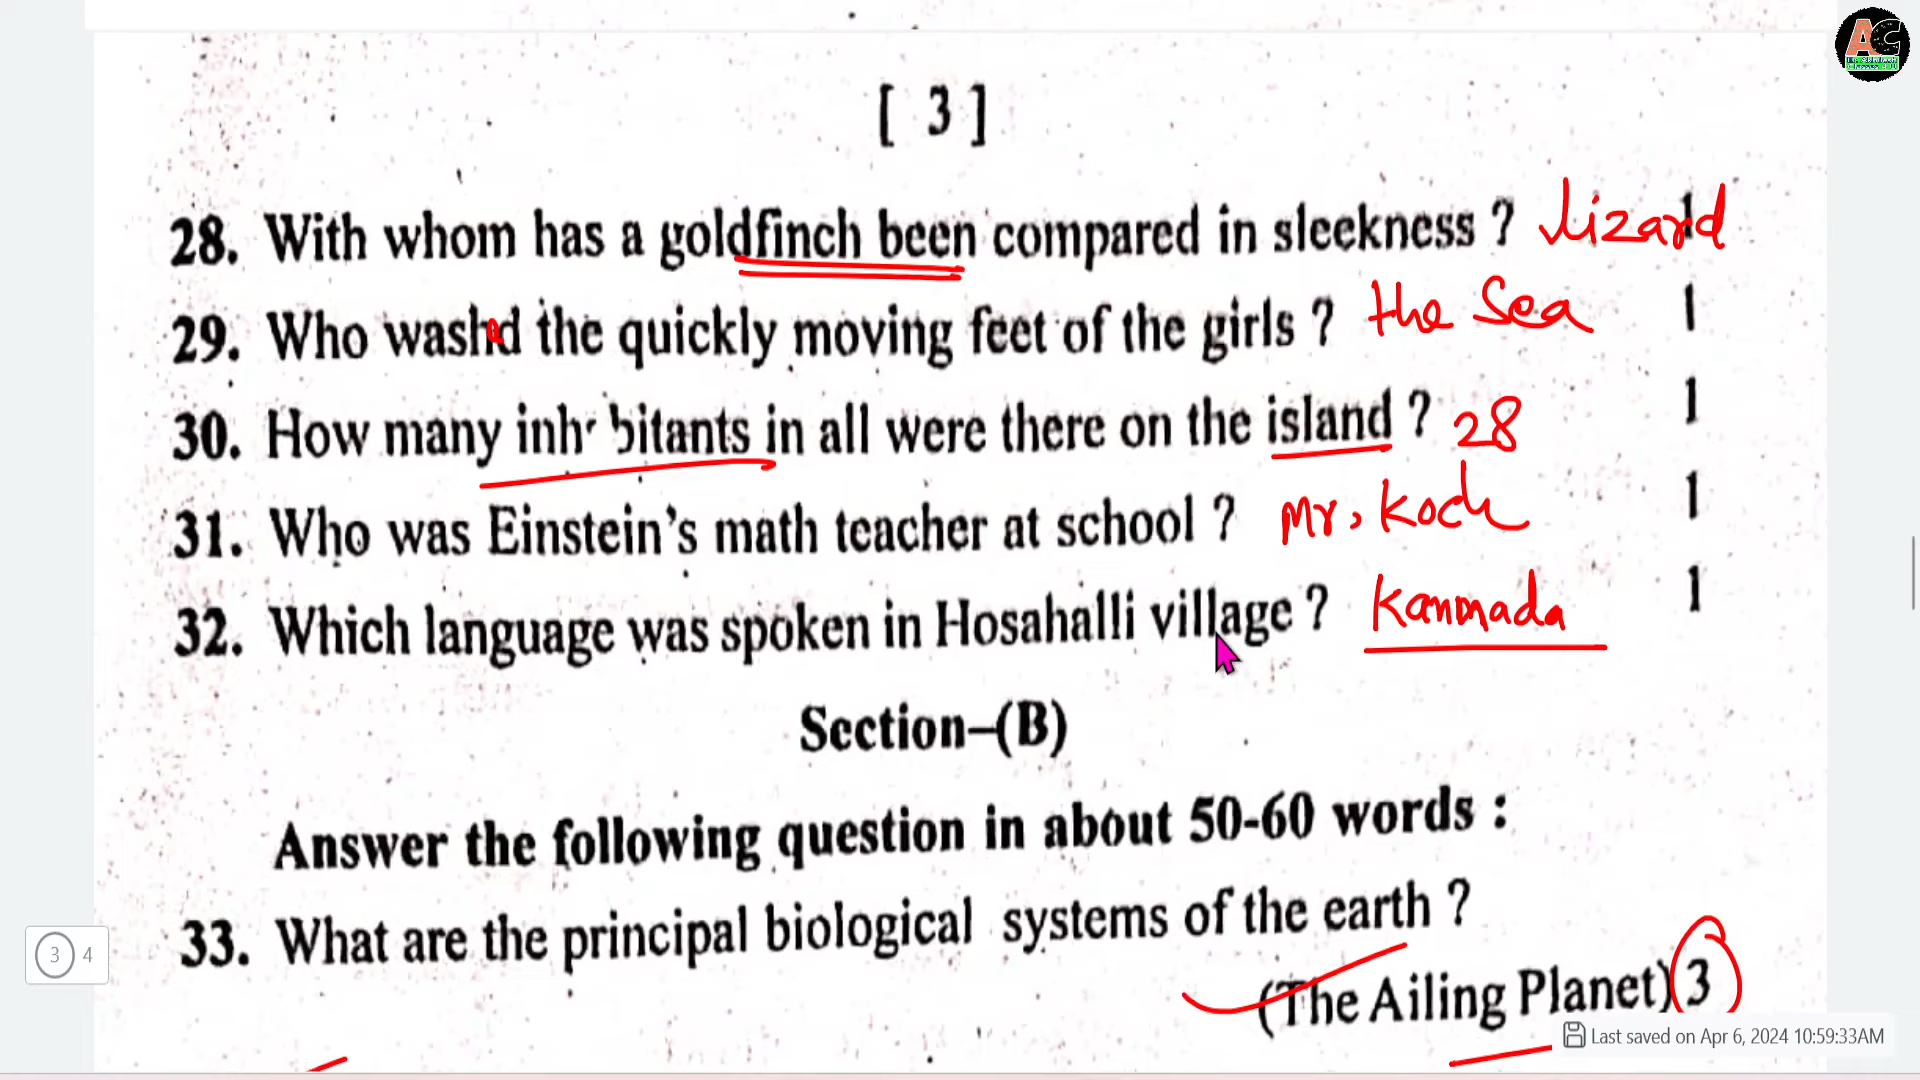 AC
[ 3 ]
28. With whom has a goldfinch been compared in sleekness ? Lizard 1
29. Who washed the quickly moving feet of the girls ? the Sea 1
30. How many inh bitants in all were there on the island ? 28 1
31. Who was Einstein's math teacher at school ? Mr, Koch 1
32. Which language was spoken in Hosahalli village ? Kannada 1
Section–(B)
Answer the following question in about 50-60 words :
33. What are the principal biological systems of the earth ?
(The Ailing Planet) 3
3 4
Last saved on Apr 6, 2024 10:59:33AM